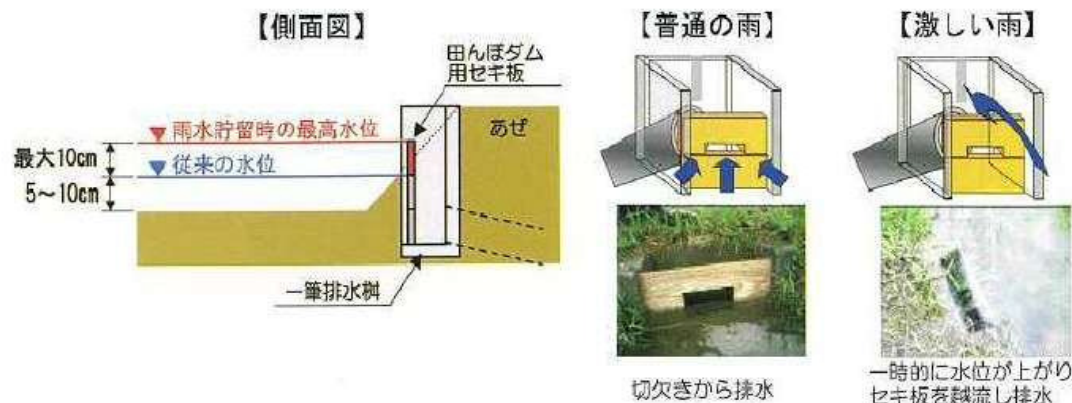 【側面図】
田んぼダム
用セキ板
あぜ
雨水貯留時の最高水位
最大10cm
従来の水位
5～10cm
一筆排水桝
【普通の雨】
切欠きから排水
【激しい雨】
一時的に水位が上がり
セキ板を越流し排水